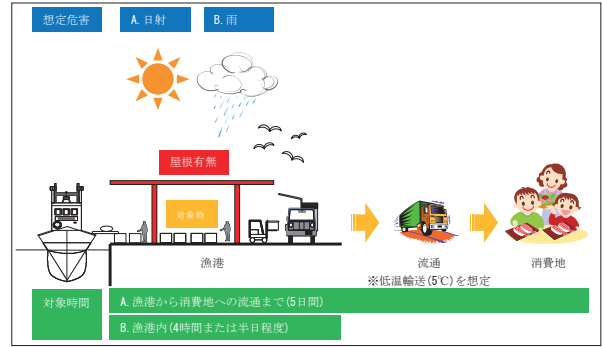 想定危害
A.日射
B.雨
屋根有無
対象物
漁港
流通
消費地
※低温輸送(5℃)を想定
対象時間
A.漁港から消費地への流通まで(5日間)
B.漁港内(4時間または半日程度)